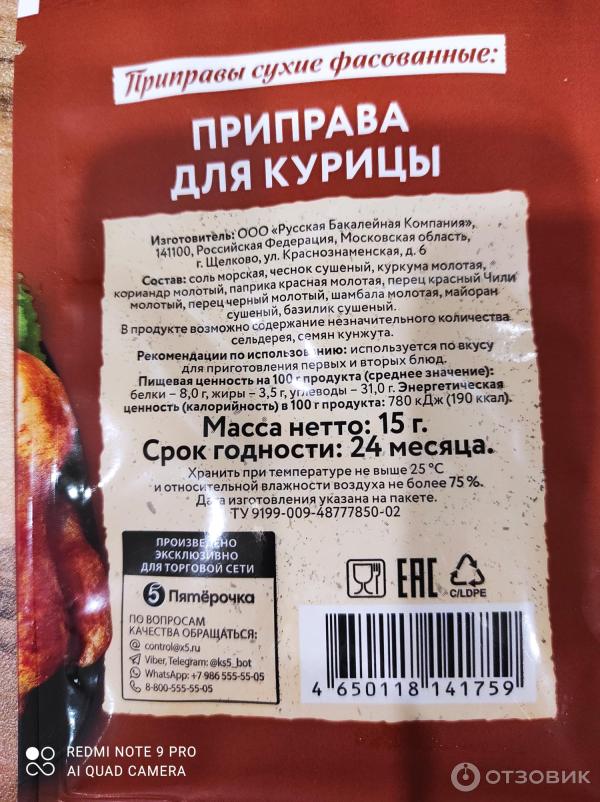 Приправы сухие фасованные:
ПРИПРАВА
ДЛЯ КУРИЦЫ
Изготовитель: ООО «Русская Бакалейная Компания»,
141100, Российская Федерация, Московская область,
г. Щелково, ул. Краснознаменская, д. 6
Состав: соль морская, чеснок сушеный, куркума молотая,
кориандр молотый, паприка красная молотая, перец красный Чили
молотый, перец черный молотый, шамбала молотая, майоран
сушеный, базилик сушеный.
В продукте возможно содержание незначительного количества
сельдерея, семян кунжута.
Рекомендации по использованию: используется по вкусу
для приготовления первых и вторых блюд.
Пищевая ценность на 100 г продукта (среднее значение):
белки – 8,0 г, жиры – 3,5 г, углеводы – 31,0 г. Энергетическая
ценность (калорийность) в 100 г продукта: 780 кДж (190 ккал).
Масса нетто: 15 г.
Срок годности: 24 месяца.
Хранить при температуре не выше 25 °C
и относительной влажности воздуха не более 75 %.
Дата изготовления указана на пакете.
ТУ 9199-009-48777850-02
ПРОИЗВЕДЕНО
ЭКСКЛЮЗИВНО
ДЛЯ ТОРГОВОЙ СЕТИ
5 Пятёрочка
ПО ВОПРОСАМ
КАЧЕСТВА ОБРАЩАТЬСЯ:
control@x5.ru
Viber, Telegram: @ks5_bot
WhatsApp: +7 986 555-55-05
8-800-555-55-05
EAC
C/LDPE
4 650118 141759
REDMI NOTE 9 PRO
AI QUAD CAMERA
ОТЗОВИК